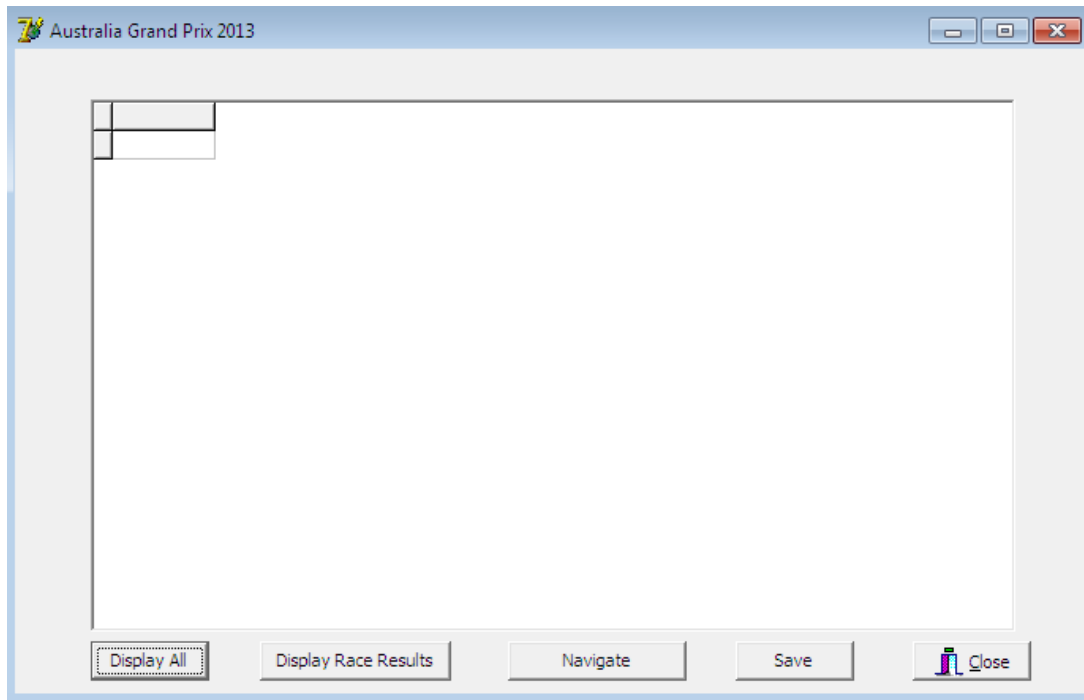 Australia Grand Prix 2013
Display All Display Race Results Navigate Save Close